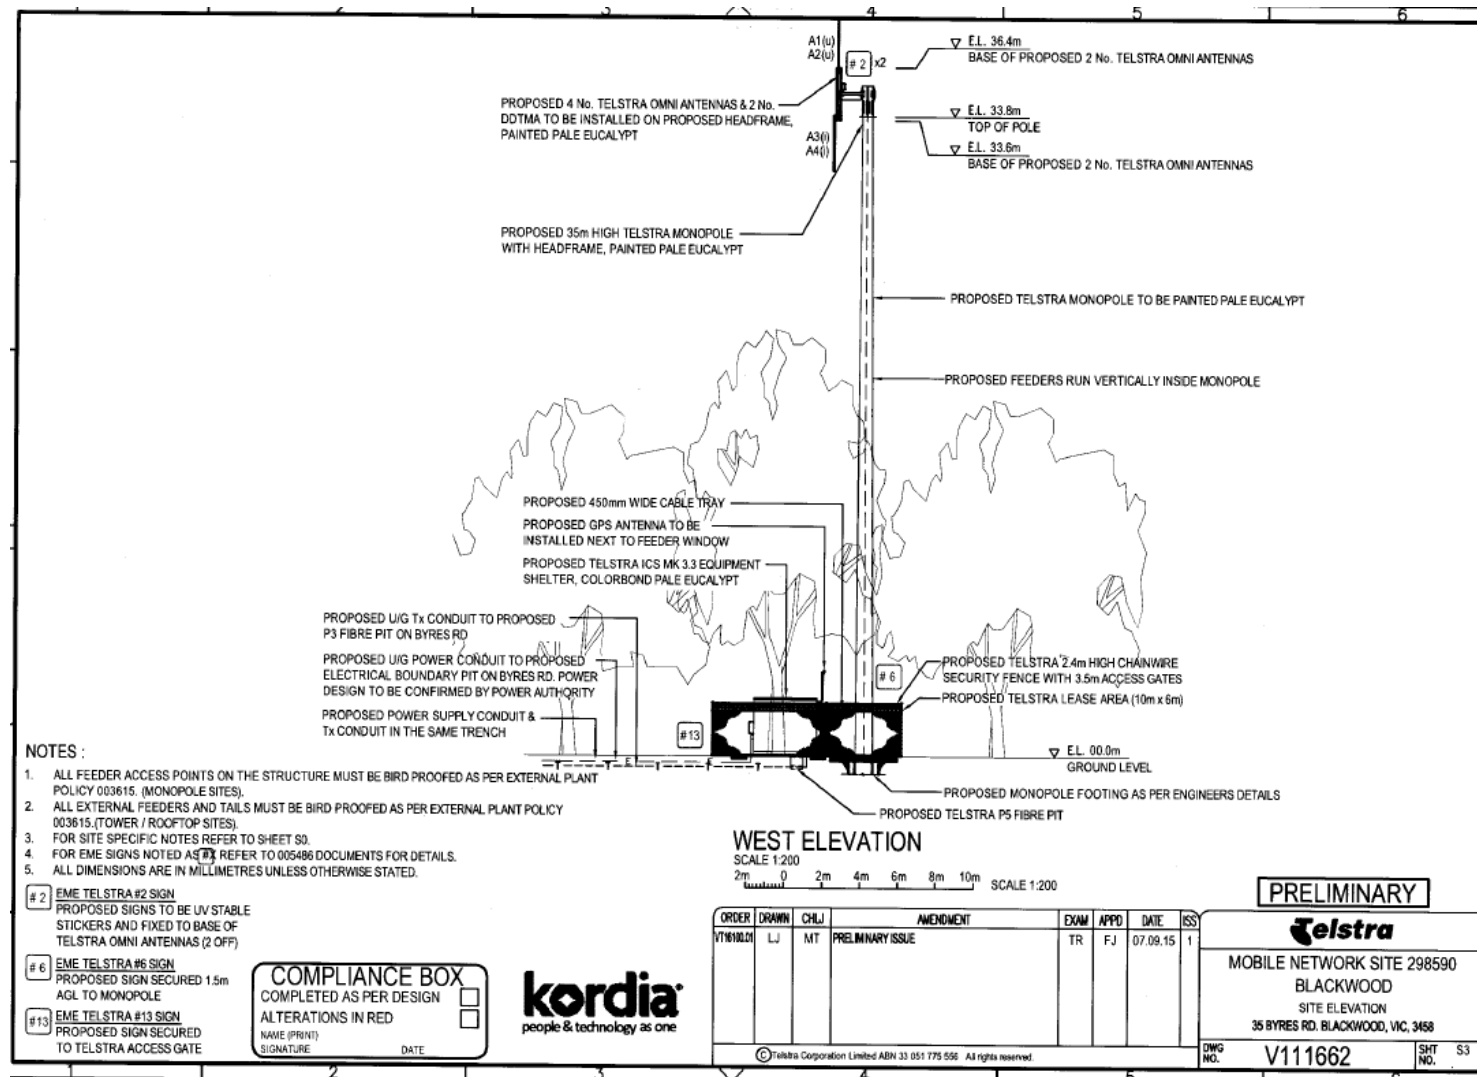 2
3
4
5
6
A1(u)
A2(u)
# 2 x2
E.L. 36.4m
BASE OF PROPOSED 2 No. TELSTRA OMNI ANTENNAS
PROPOSED 4 No. TELSTRA OMNI ANTENNAS & 2 No.
DDTMA TO BE INSTALLED ON PROPOSED HEADFRAME,
PAINTED PALE EUCALYPT
E.L. 33.8m
TOP OF POLE
A3(i)
A4(i)
E.L. 33.6m
BASE OF PROPOSED 2 No. TELSTRA OMNI ANTENNAS
PROPOSED 35m HIGH TELSTRA MONOPOLE
WITH HEADFRAME, PAINTED PALE EUCALYPT
PROPOSED TELSTRA MONOPOLE TO BE PAINTED PALE EUCALYPT
PROPOSED FEEDERS RUN VERTICALLY INSIDE MONOPOLE
PROPOSED 450mm WIDE CABLE TRAY
PROPOSED GPS ANTENNA TO BE
INSTALLED NEXT TO FEEDER WINDOW
PROPOSED TELSTRA ICS MK 3.3 EQUIPMENT
SHELTER, COLORBOND PALE EUCALYPT
PROPOSED U/G Tx CONDUIT TO PROPOSED
P3 FIBRE PIT ON BYRES RD
PROPOSED U/G POWER CONDUIT TO PROPOSED
ELECTRICAL BOUNDARY PIT ON BYRES RD. POWER
DESIGN TO BE CONFIRMED BY POWER AUTHORITY
PROPOSED POWER SUPPLY CONDUIT &
Tx CONDUIT IN THE SAME TRENCH
# 6
PROPOSED TELSTRA 2.4m HIGH CHAINWIRE
SECURITY FENCE WITH 3.5m ACCESS GATES
PROPOSED TELSTRA LEASE AREA (10m x 6m)
#13
E.L. 00.0m
GROUND LEVEL
PROPOSED MONOPOLE FOOTING AS PER ENGINEERS DETAILS
PROPOSED TELSTRA P5 FIBRE PIT
NOTES :
1. ALL FEEDER ACCESS POINTS ON THE STRUCTURE MUST BE BIRD PROOFED AS PER EXTERNAL PLANT
POLICY 003615. (MONOPOLE SITES).
2. ALL EXTERNAL FEEDERS AND TAILS MUST BE BIRD PROOFED AS PER EXTERNAL PLANT POLICY
003615.(TOWER / ROOFTOP SITES).
3. FOR SITE SPECIFIC NOTES REFER TO SHEET S0.
4. FOR EME SIGNS NOTED AS #X REFER TO 005486 DOCUMENTS FOR DETAILS.
5. ALL DIMENSIONS ARE IN MILLIMETRES UNLESS OTHERWISE STATED.
# 2 EME TELSTRA #2 SIGN
PROPOSED SIGNS TO BE UV STABLE
STICKERS AND FIXED TO BASE OF
TELSTRA OMNI ANTENNAS (2 OFF)
# 6 EME TELSTRA #6 SIGN
PROPOSED SIGN SECURED 1.5m
AGL TO MONOPOLE
#13 EME TELSTRA #13 SIGN
PROPOSED SIGN SECURED
TO TELSTRA ACCESS GATE
COMPLIANCE BOX
COMPLETED AS PER DESIGN
ALTERATIONS IN RED
NAME (PRINT)
SIGNATURE DATE
kordia
people & technology as one
WEST ELEVATION
SCALE 1:200
2m 0 2m 4m 6m 8m 10m SCALE 1:200
ORDER DRAWN CHKJ AMENDMENT EXAM APPD DATE ISS
VT16100.01 LJ MT PRELIMINARY ISSUE TR FJ 07.09.15 1
© Telstra Corporation Limited ABN 33 051 775 556 All rights reserved.
PRELIMINARY
Telstra
MOBILE NETWORK SITE 298590
BLACKWOOD
SITE ELEVATION
35 BYRES RD. BLACKWOOD, VIC, 3458
DWG NO. V111662 SHT NO. S3
2
3
4
5